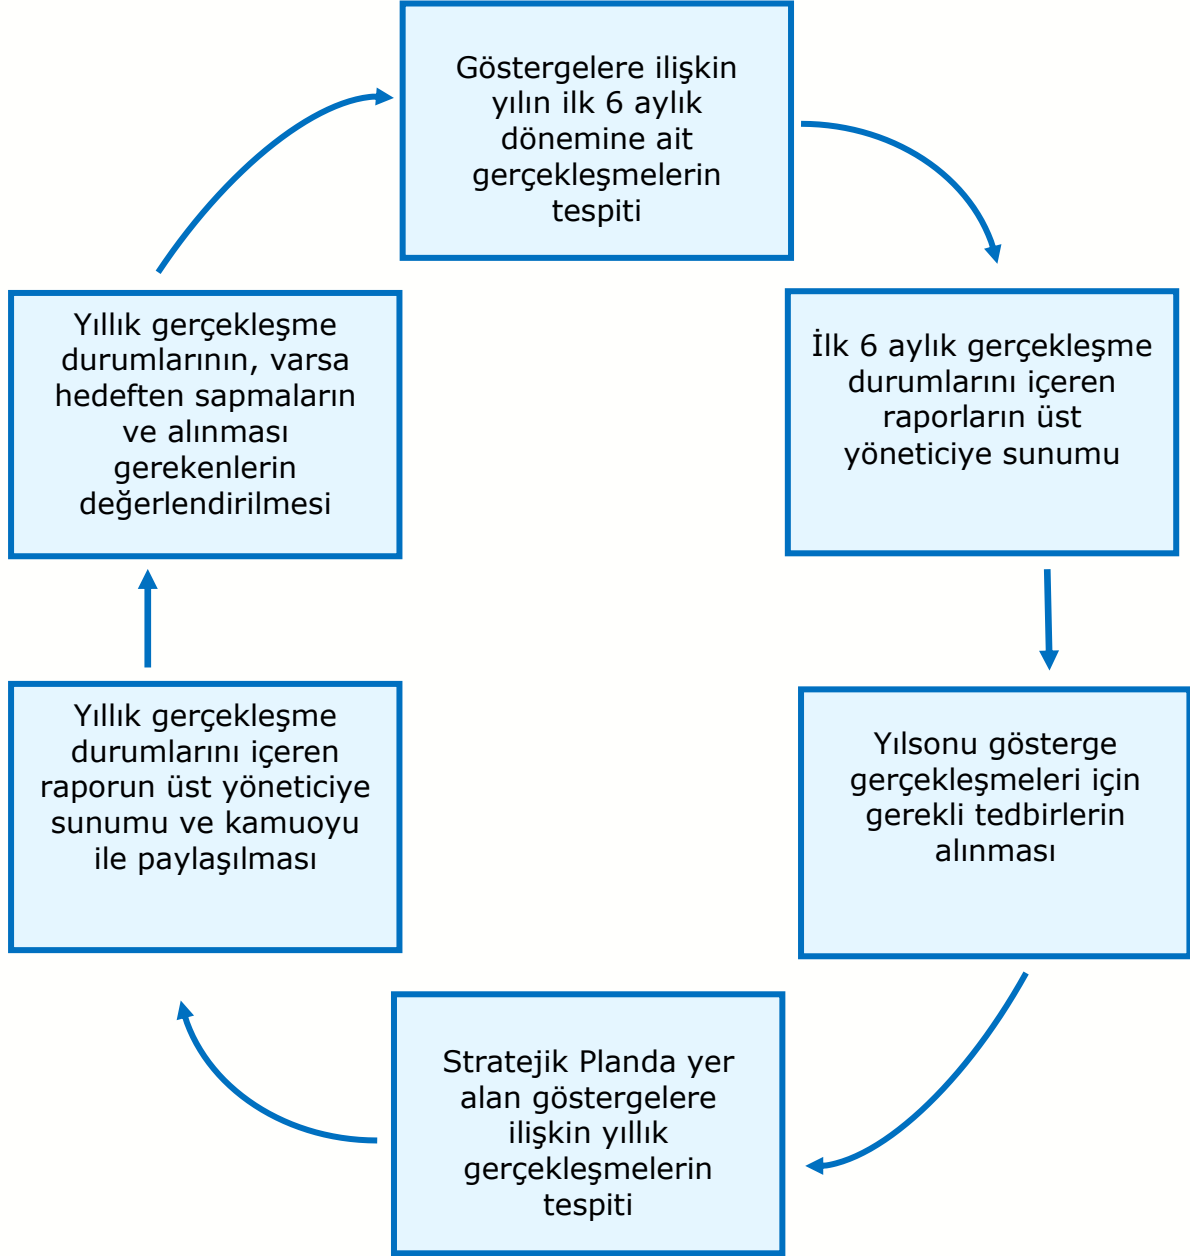 Göstergelere ilişkin
yılın ilk 6 aylık
dönemine ait
gerçekleşmelerin
tespiti
İlk 6 aylık gerçekleşme
durumlarını içeren
raporların üst
yöneticiye sunumu
Yılsonu gösterge
gerçekleşmeleri için
gerekli tedbirlerin
alınması
Stratejik Planda yer
alan göstergelere
ilişkin yıllık
gerçekleşmelerin
tespiti
Yıllık gerçekleşme
durumlarını içeren
raporun üst yöneticiye
sunumu ve kamuoyu
ile paylaşılması
Yıllık gerçekleşme
durumlarının, varsa
hedeften sapmaların
ve alınması
gerekenlerin
değerlendirilmesi